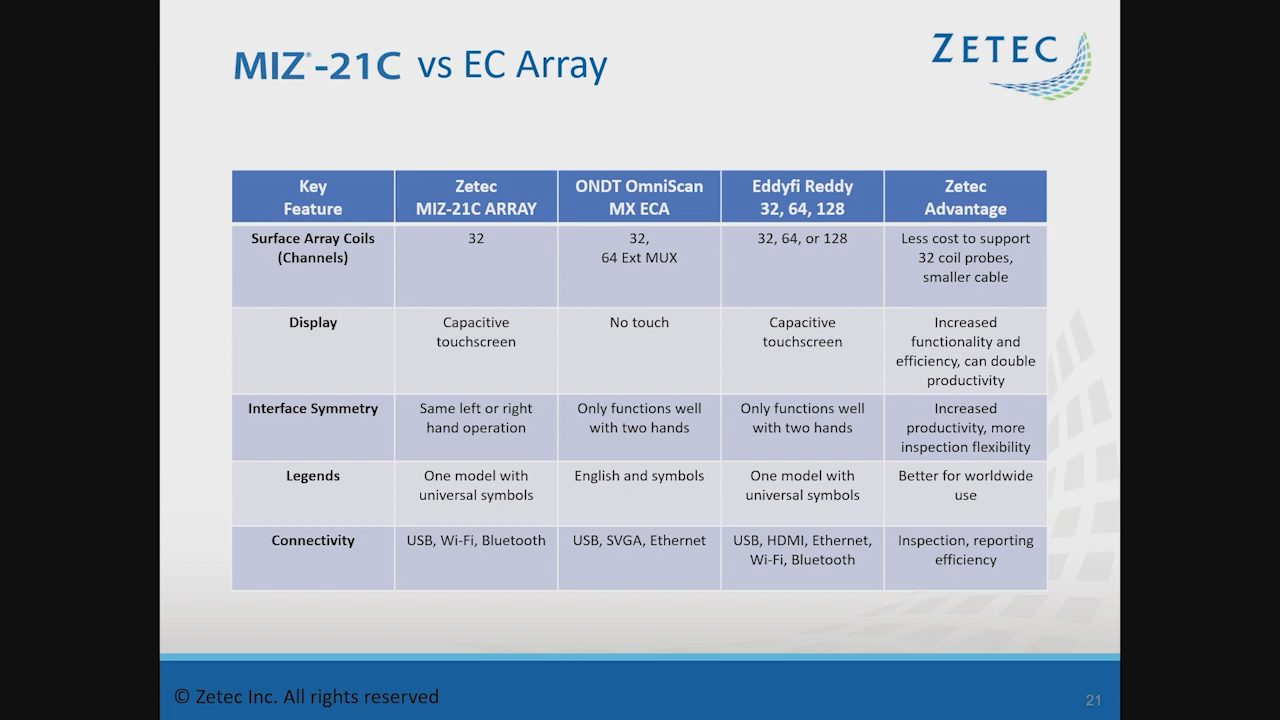 MIZ®-21C vs EC Array
ZETEC
Key
Feature
Zetec
MIZ-21C ARRAY
ONDT OmniScan
MX ECA
Eddyfi Reddy
32, 64, 128
Zetec
Advantage
Surface Array Coils
(Channels)
32
32,
64 Ext MUX
32, 64, or 128
Less cost to support
32 coil probes,
smaller cable
Display
Capacitive
touchscreen
No touch
Capacitive
touchscreen
Increased
functionality and
efficiency, can double
productivity
Interface Symmetry
Same left or right
hand operation
Only functions well
with two hands
Only functions well
with two hands
Increased
productivity, more
inspection flexibility
Legends
One model with
universal symbols
English and symbols
One model with
universal symbols
Better for worldwide
use
Connectivity
USB, Wi-Fi, Bluetooth
USB, SVGA, Ethernet
USB, HDMI, Ethernet,
Wi-Fi, Bluetooth
Inspection, reporting
efficiency
© Zetec Inc. All rights reserved
21